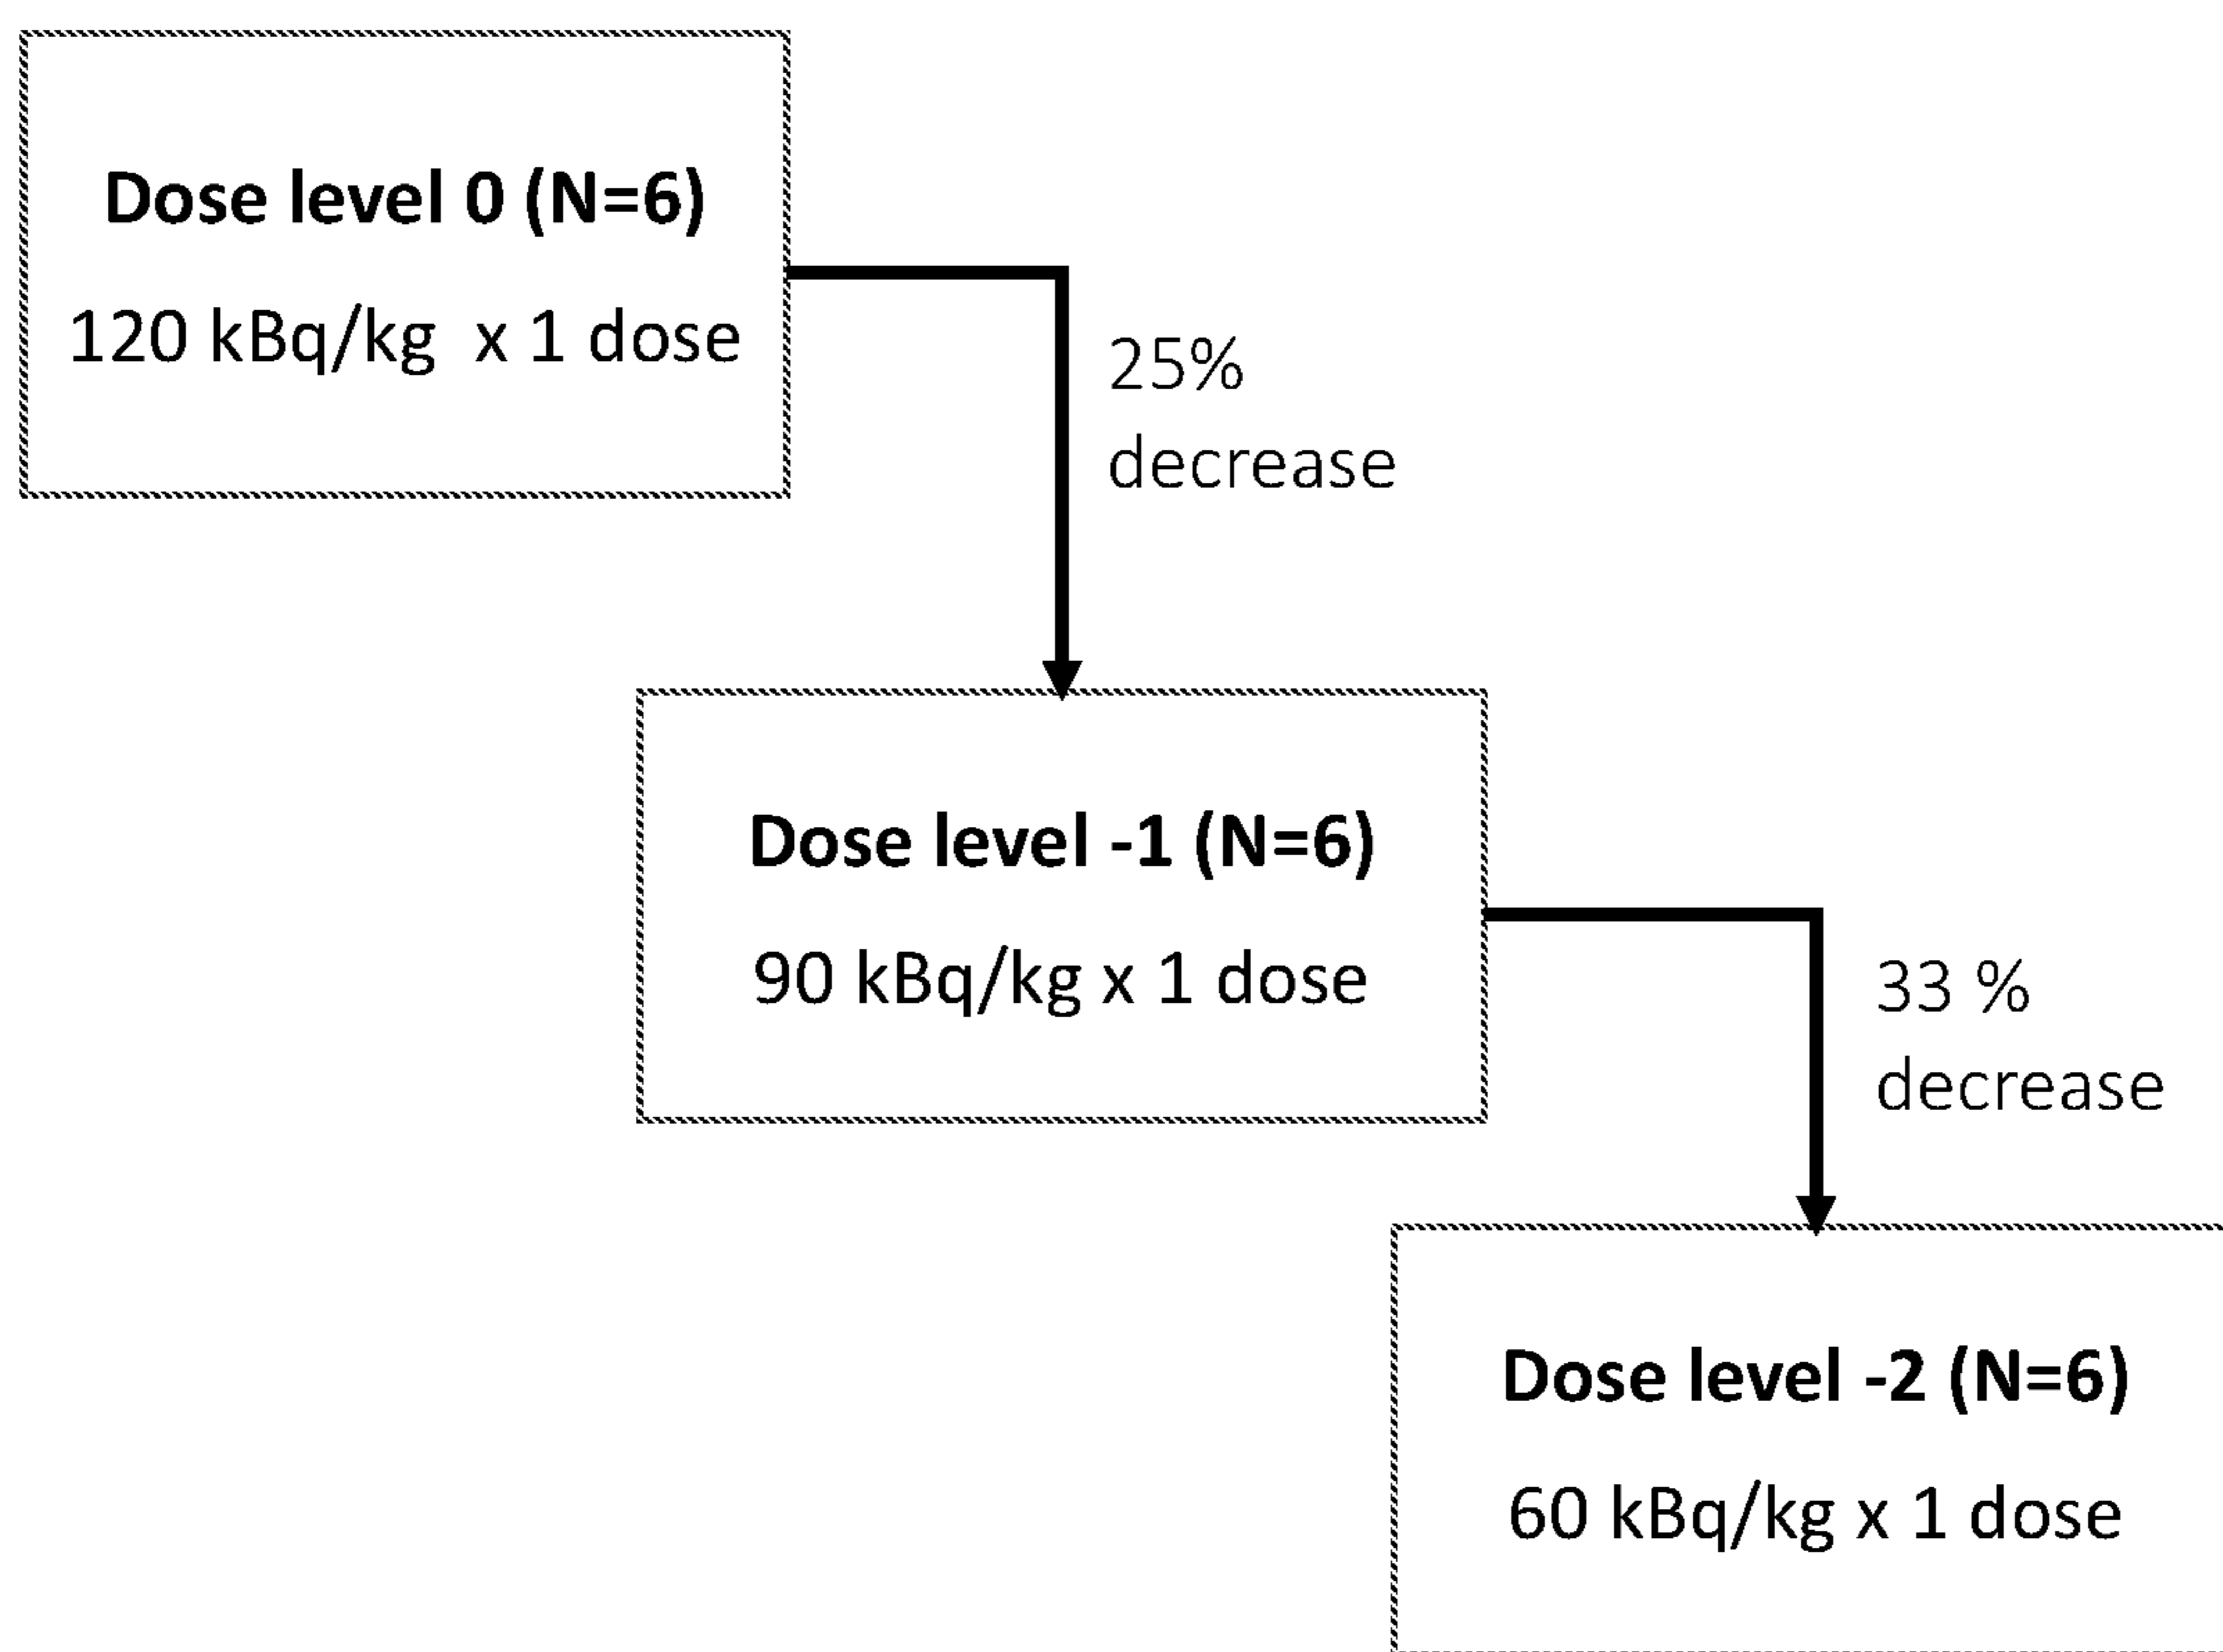 Dose level 0 (N=6)
120 kBq/kg  x 1 dose
25%
decrease
Dose level -1 (N=6)
90 kBq/kg x 1 dose
33 %
decrease
Dose level -2 (N=6)
60 kBq/kg x 1 dose